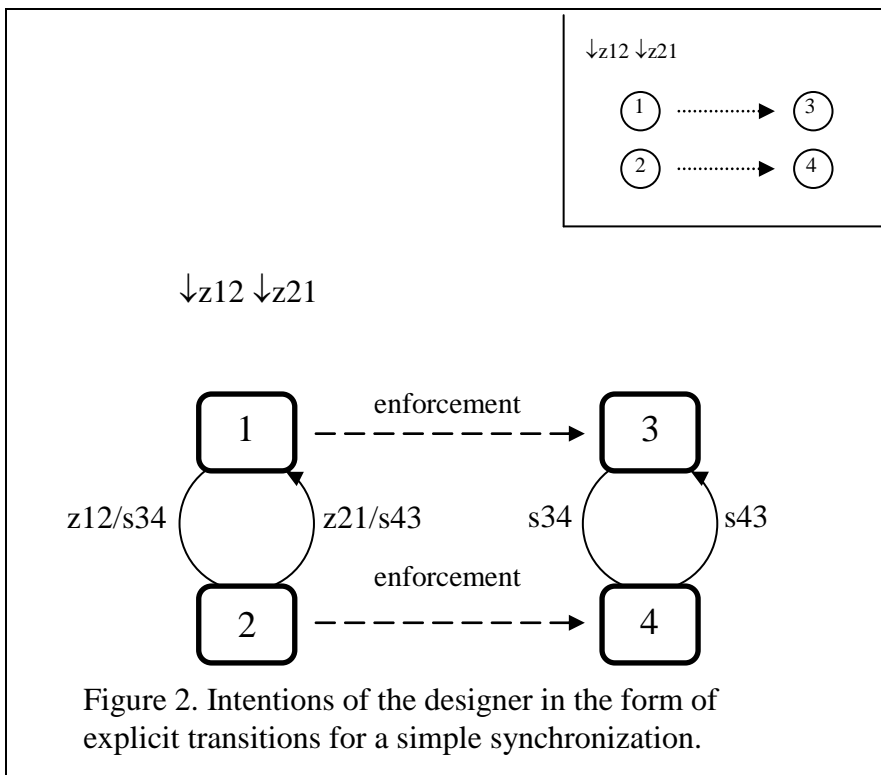 ↓z12 ↓z21
1 3
2 4
↓z12 ↓z21
enforcement
1 3
z12/s34 z21/s43 s34 s43
enforcement
2 4
Figure 2. Intentions of the designer in the form of
explicit transitions for a simple synchronization.